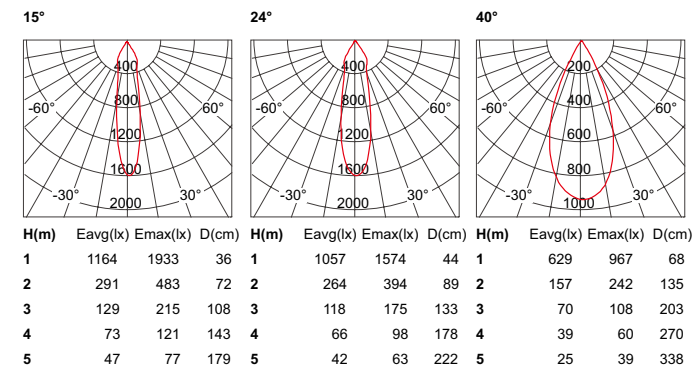 15° 24° 40°
400 400 200
800 800 400
-60° 60° -60° 60° -60° 60°
1200 1200 600
1600 1600 800
-30° 30° -30° 30° -30° 30°
2000 2000 1000
H(m) Eavg(lx) Emax(lx) D(cm) H(m) Eavg(lx) Emax(lx) D(cm) H(m) Eavg(lx) Emax(lx) D(cm)
1 1164 1933 36 1 1057 1574 44 1 629 967 68
2 291 483 72 2 264 394 89 2 157 242 135
3 129 215 108 3 118 175 133 3 70 108 203
4 73 121 143 4 66 98 178 4 39 60 270
5 47 77 179 5 42 63 222 5 25 39 338